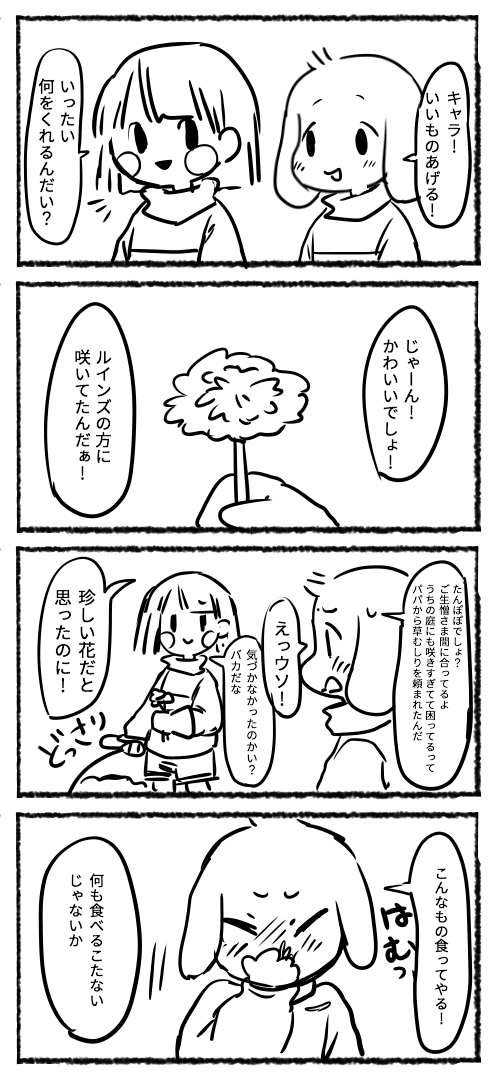 キャラ！
いいものあげる！
いったい
何をくれるんだい？
じゃーん！
かわいいでしょ！
ルインズの方に
咲いてたんだぁ！
たんぽぽでしょ？
ご生憎さま間に合ってるよ
うちの庭にも咲きすぎてて困ってるって
パパから草むしりを頼まれたんだ
えっウソ！
気づかなかったのかい？
バカだな
珍しい花だと
思ったのに！
どっさり
こんなもの食ってやる！
はむっ
何も食べるこたない
じゃないか